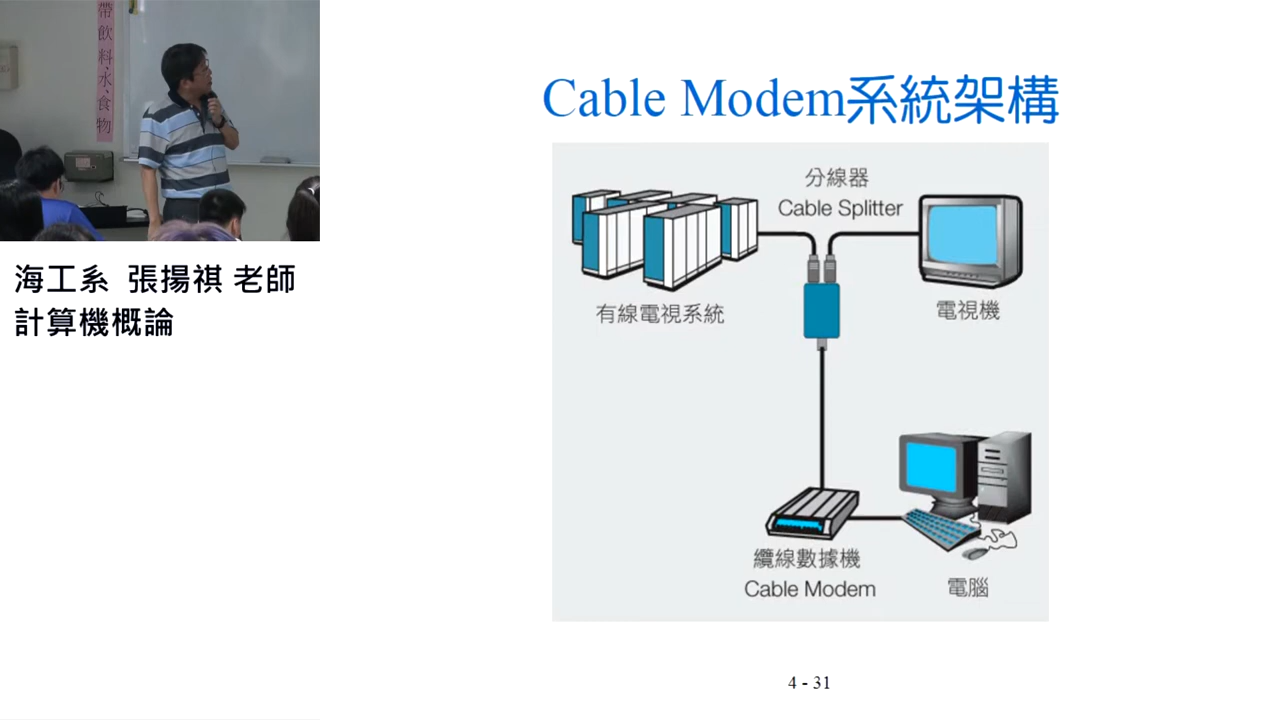 帶飲料、水、食物
海工系 張揚祺 老師
計算機概論
Cable Modem系統架構
分線器
Cable Splitter
有線電視系統
電視機
纜線數據機
Cable Modem
電腦
4 - 31